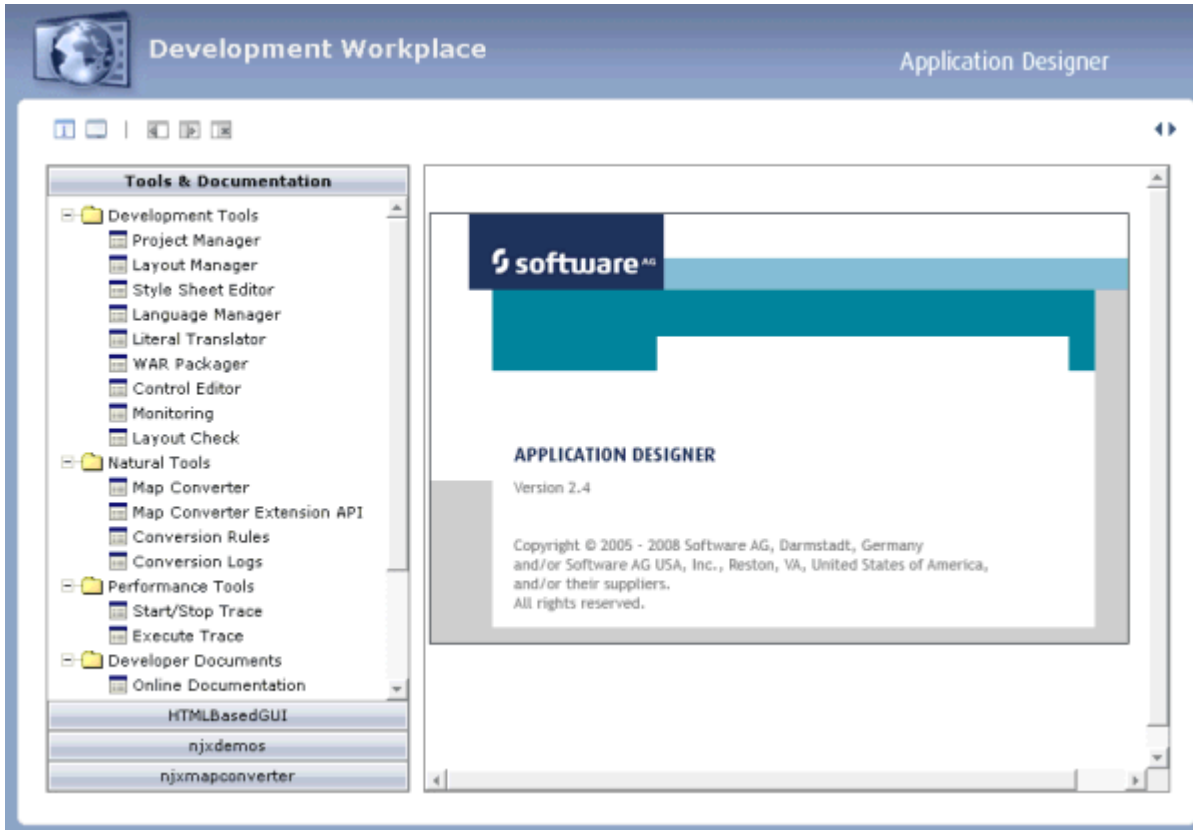 Development Workplace
Application Designer
Tools & Documentation
Development Tools
Project Manager
Layout Manager
Style Sheet Editor
Language Manager
Literal Translator
WAR Packager
Control Editor
Monitoring
Layout Check
Natural Tools
Map Converter
Map Converter Extension API
Conversion Rules
Conversion Logs
Performance Tools
Start/Stop Trace
Execute Trace
Developer Documents
Online Documentation
HTMLBasedGUI
njxdemos
njxmapconverter
software AG
APPLICATION DESIGNER
Version 2.4
Copyright © 2005 - 2008 Software AG, Darmstadt, Germany
and/or Software AG USA, Inc., Reston, VA, United States of America,
and/or their suppliers.
All rights reserved.